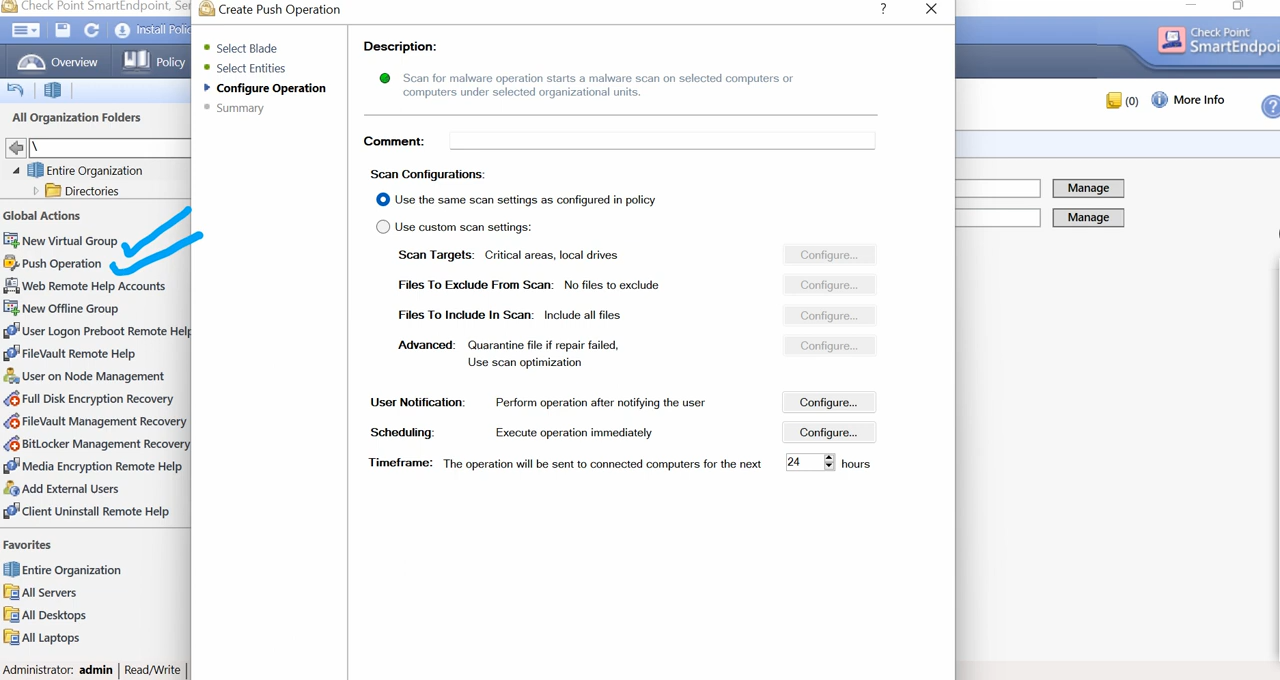 Check Point SmartEndpoint, Ser
Install Polic
Overview
Policy
All Organization Folders
\
Entire Organization
Directories
Global Actions
New Virtual Group
Push Operation
Web Remote Help Accounts
New Offline Group
User Logon Preboot Remote Help
FileVault Remote Help
User on Node Management
Full Disk Encryption Recovery
FileVault Management Recovery
BitLocker Management Recovery
Media Encryption Remote Help
Add External Users
Client Uninstall Remote Help
Favorites
Entire Organization
All Servers
All Desktops
All Laptops
Administrator: admin Read/Write
Create Push Operation
?
Select Blade
Select Entities
Configure Operation
Summary
Description:
Scan for malware operation starts a malware scan on selected computers or
computers under selected organizational units.
Comment:
Scan Configurations:
Use the same scan settings as configured in policy
Use custom scan settings:
Scan Targets: Critical areas, local drives Configure...
Files To Exclude From Scan: No files to exclude Configure...
Files To Include In Scan: Include all files Configure...
Advanced: Quarantine file if repair failed, Configure...
Use scan optimization
User Notification: Perform operation after notifying the user Configure...
Scheduling: Execute operation immediately Configure...
Timeframe: The operation will be sent to connected computers for the next 24 hours
Check Point
SmartEndpoi
(0) More Info ?
Manage
Manage